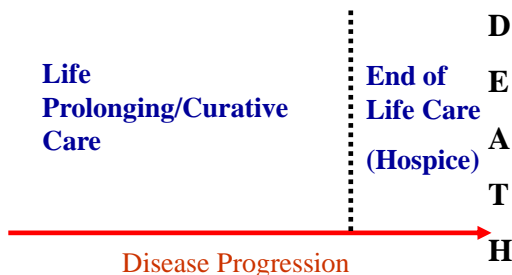 Life
Prolonging/Curative
Care
End of
Life Care
(Hospice)
D
E
A
T
H
Disease Progression